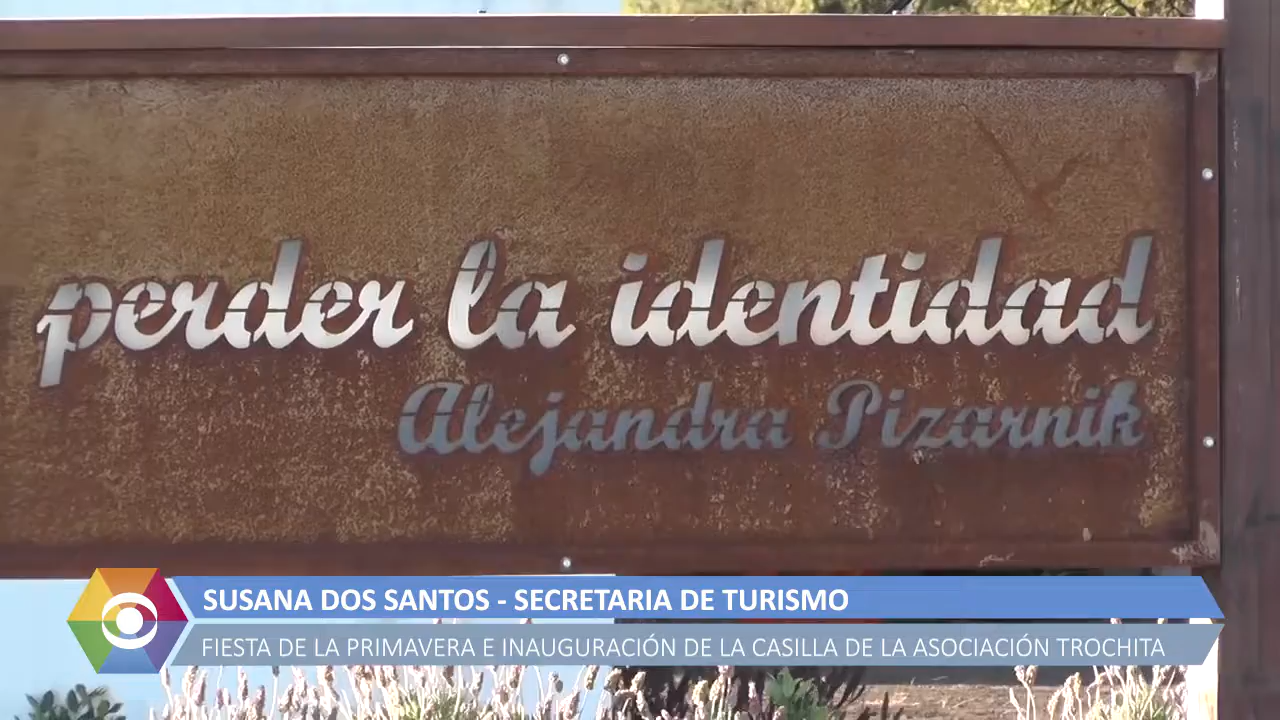 perder la identidad
Alejandra Pizarnik
SUSANA DOS SANTOS - SECRETARIA DE TURISMO
FIESTA DE LA PRIMAVERA E INAUGURACIÓN DE LA CASILLA DE LA ASOCIACIÓN TROCHITA